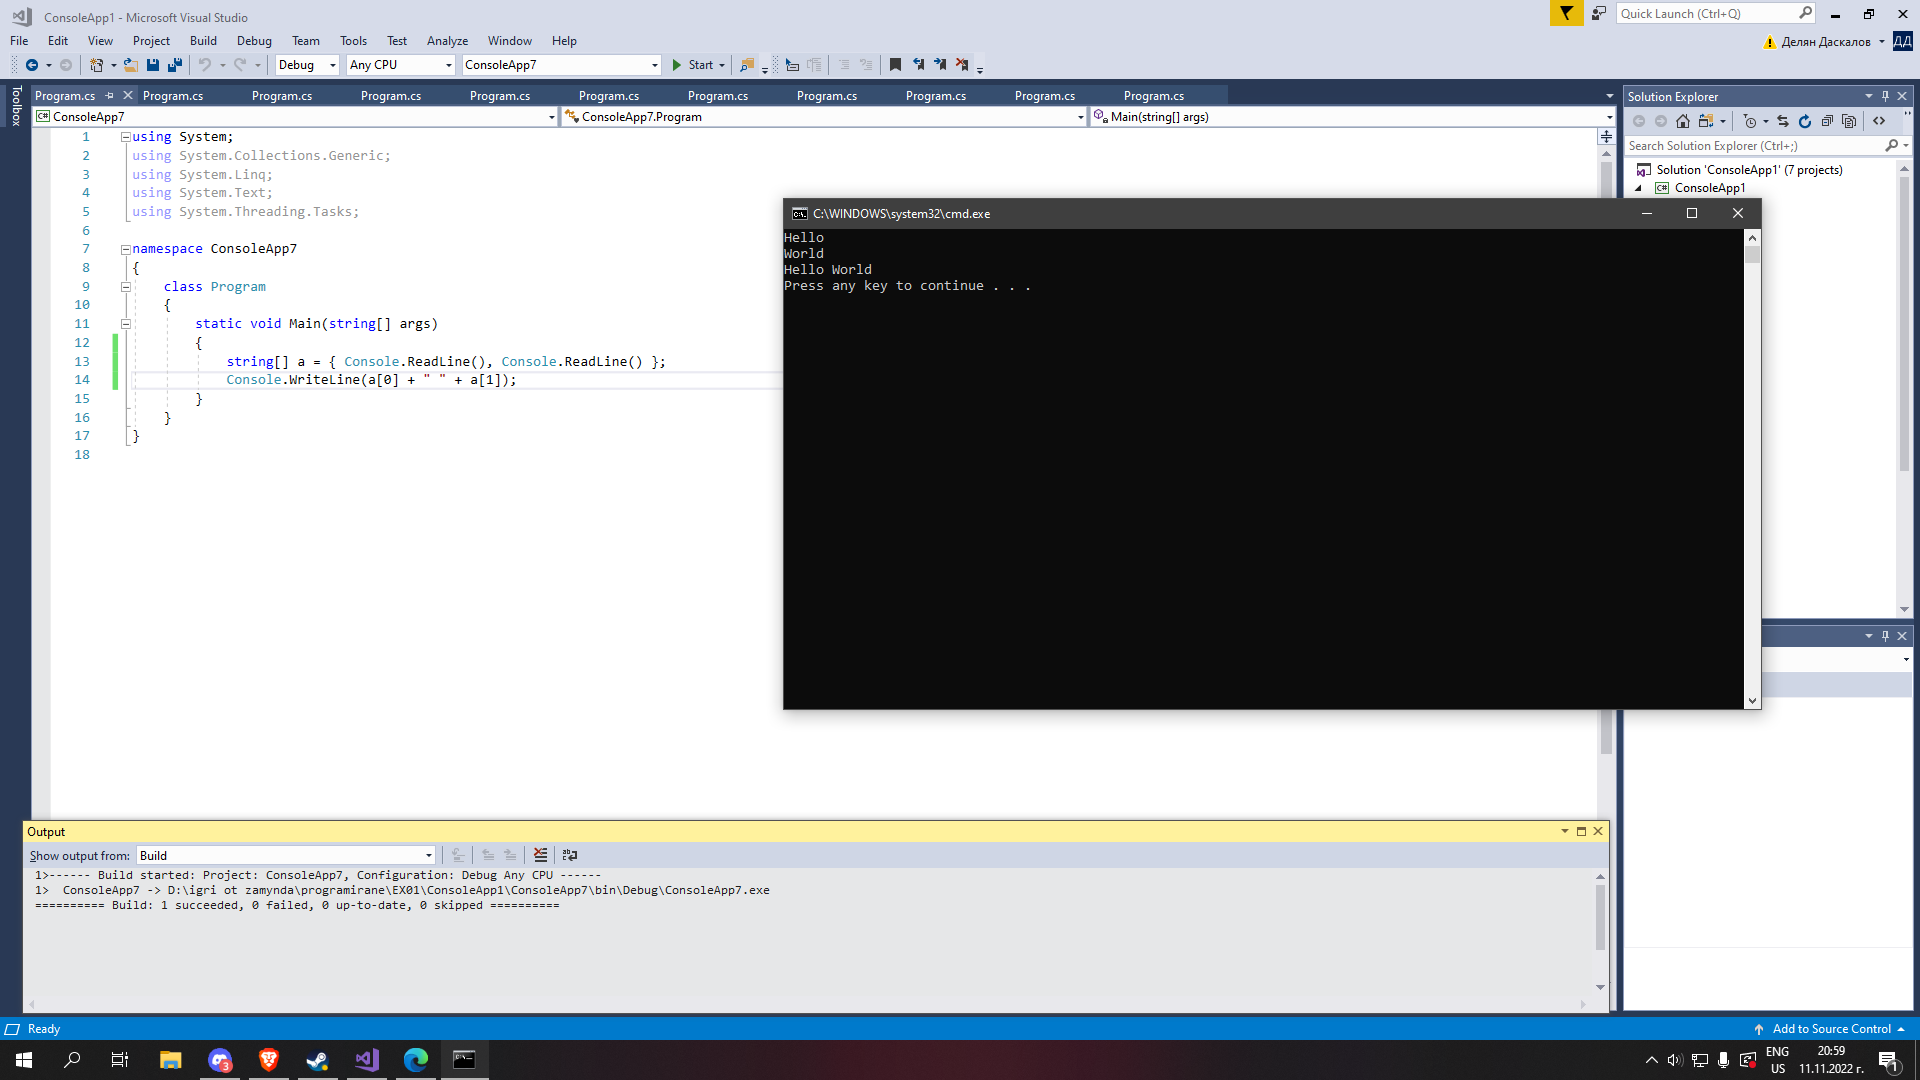 ConsoleApp1 - Microsoft Visual Studio
Quick Launch (Ctrl+Q)
File Edit View Project Build Debug Team Tools Test Analyze Window Help
Делян Даскалов ДД
Debug Any CPU ConsoleApp7 Start
Toolbox
Program.cs Program.cs Program.cs Program.cs Program.cs Program.cs Program.cs Program.cs Program.cs Program.cs Program.cs
ConsoleApp7 ConsoleApp7.Program Main(string[] args)
1 using System;
2 using System.Collections.Generic;
3 using System.Linq;
4 using System.Text;
5 using System.Threading.Tasks;
6
7 namespace ConsoleApp7
8 {
9 class Program
10 {
11 static void Main(string[] args)
12 {
13 string[] a = { Console.ReadLine(), Console.ReadLine() };
14 Console.WriteLine(a[0] + " " + a[1]);
15 }
16 }
17 }
18
C:\WINDOWS\system32\cmd.exe
Hello
World
Hello World
Press any key to continue . . .
Solution Explorer
Search Solution Explorer (Ctrl+;)
Solution 'ConsoleApp1' (7 projects)
C# ConsoleApp1
Output
Show output from: Build
1>------ Build started: Project: ConsoleApp7, Configuration: Debug Any CPU ------
1>  ConsoleApp7 -> D:\igri ot zamynda\programirane\EX01\ConsoleApp1\ConsoleApp7\bin\Debug\ConsoleApp7.exe
========== Build: 1 succeeded, 0 failed, 0 up-to-date, 0 skipped ==========
Ready
Add to Source Control
3
ENG
US
20:59
11.11.2022 г.
1